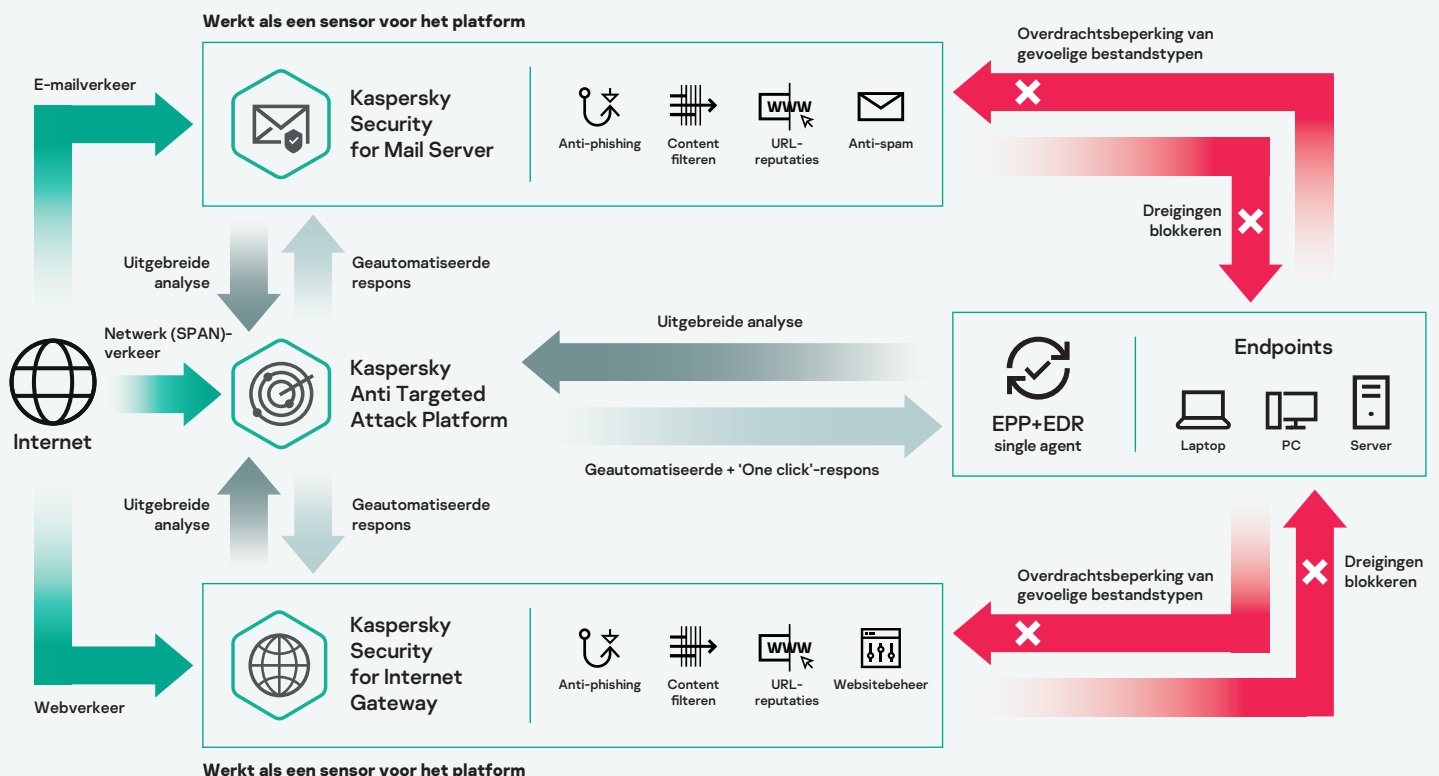 Werkt als een sensor voor het platform
E-mailverkeer
Kaspersky
Security
for Mail Server
Anti-phishing
Content
filteren
www
URL-
reputaties
Anti-spam
Overdrachtsbeperking van
gevoelige bestandstypen
Dreigingen
blokkeren
Uitgebreide
analyse
Geautomatiseerde
respons
Netwerk (SPAN)-
verkeer
Internet
Kaspersky
Anti Targeted
Attack Platform
Uitgebreide analyse
Geautomatiseerde + ‘One click’-respons
EPP+EDR
single agent
Endpoints
Laptop
PC
Server
Uitgebreide
analyse
Geautomatiseerde
respons
Overdrachtsbeperking van
gevoelige bestandstypen
Dreigingen
blokkeren
Webverkeer
Kaspersky
Security
for Internet
Gateway
Anti-phishing
Content
filteren
www
URL-
reputaties
Websitebeheer
Werkt als een sensor voor het platform